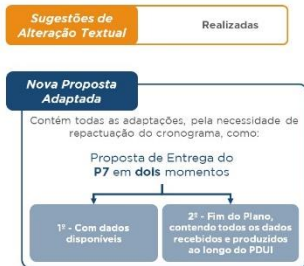 Sugestões de
Alteração Textual
Realizadas
Nova Proposta
Adaptada
Contém todas as adaptações, pela necessidade de
repactuação do cronograma, como:
Proposta de Entrega do
P7 em dois momentos
1º - Com dados
disponíveis
2º - Fim do Plano,
contendo todos os dados
recebidos e produzidos
ao longo do PDUI